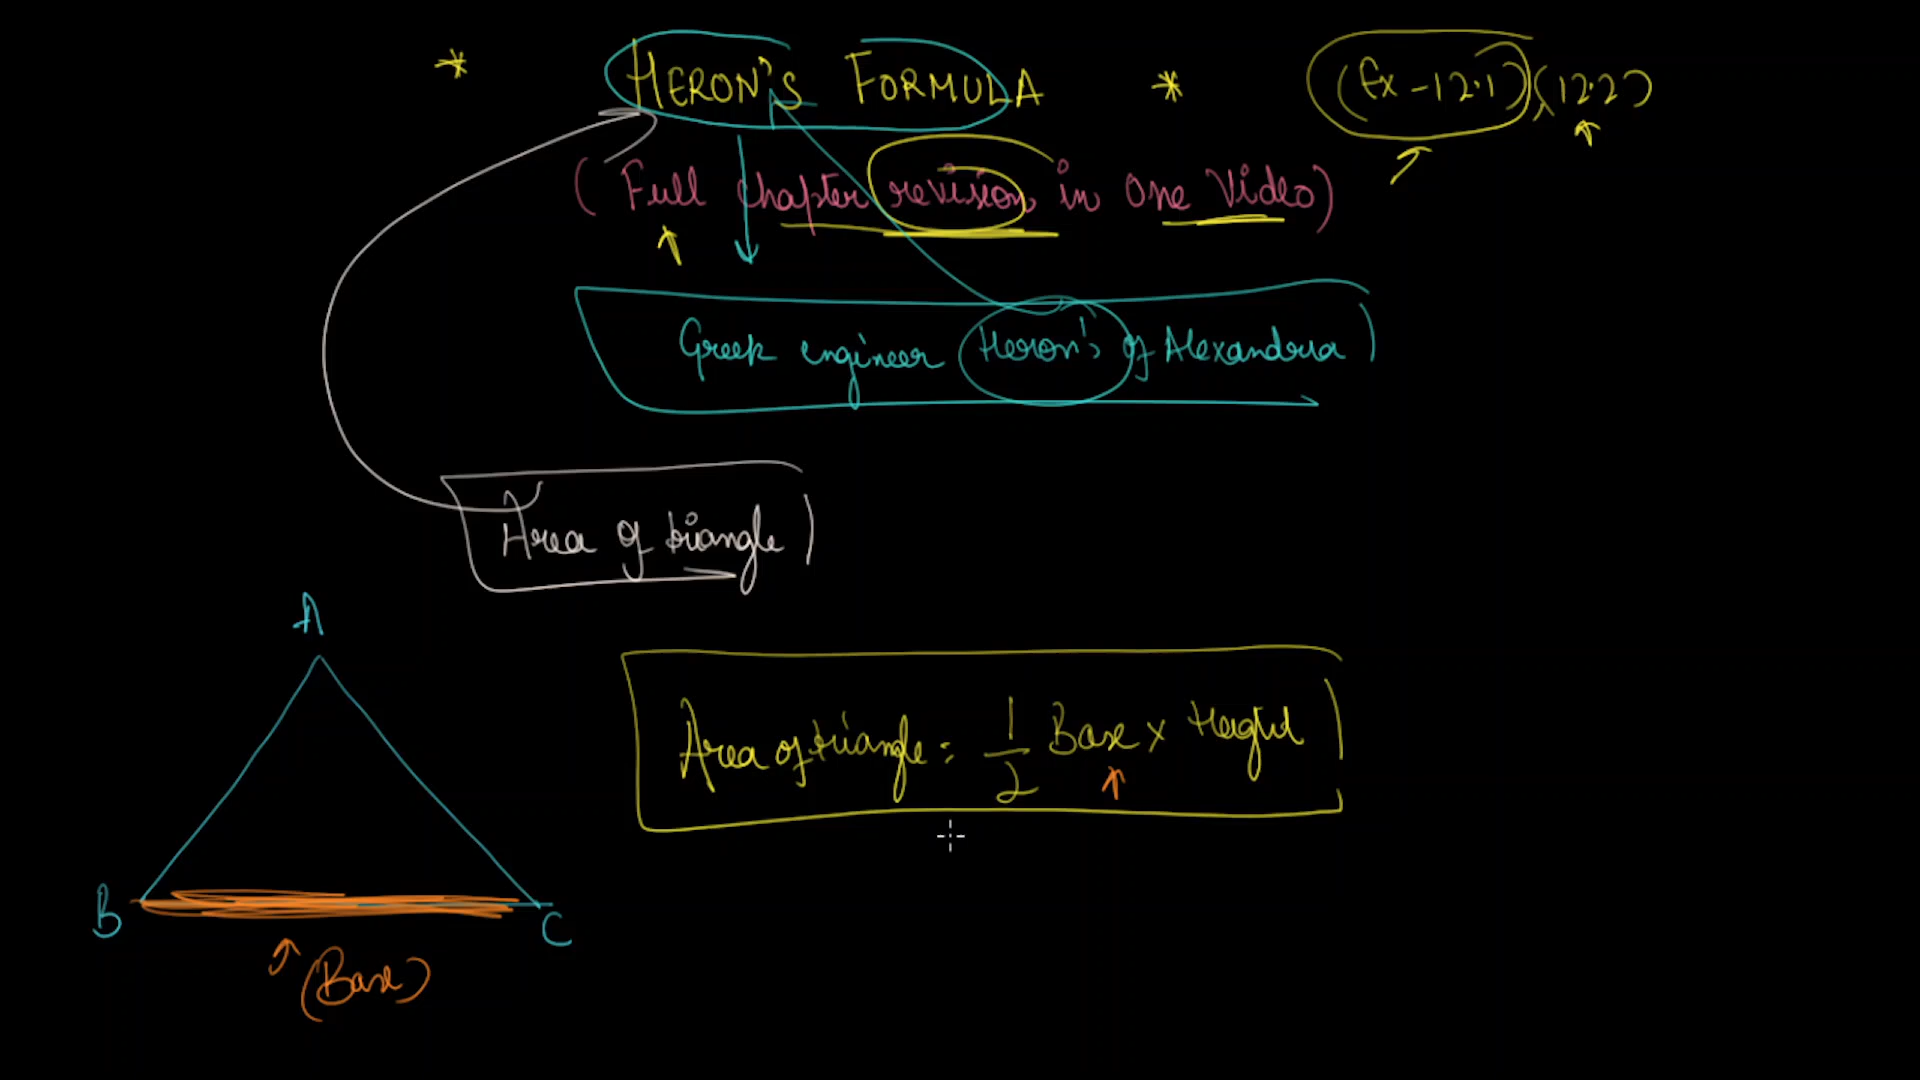 * HERON'S FORMULA * (Ex-12.1), (12.2)
(Full chapter revision in One Video)
Greek engineer Heron's of Alexandria
Area of triangle
A
Area of triangle = 1/2 Base x Height
B C
(Base)